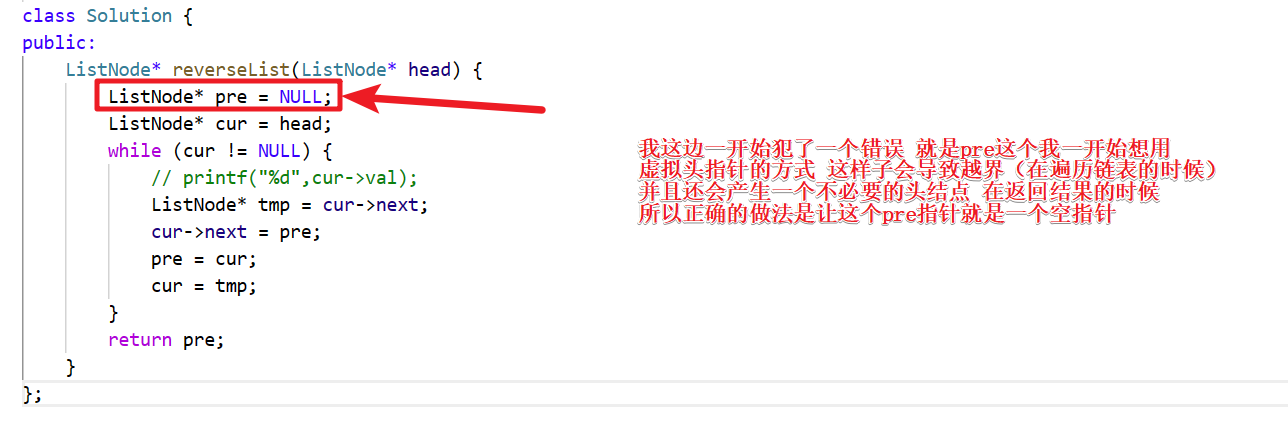 class Solution {
public:
    ListNode* reverseList(ListNode* head) {
        ListNode* pre = NULL;
        ListNode* cur = head;
        while (cur != NULL) {
            // printf("%d",cur->val);
            ListNode* tmp = cur->next;
            cur->next = pre;
            pre = cur;
            cur = tmp;
        }
        return pre;
    }
};
我这边一开始犯了一个错误 就是pre这个我一开始想用
虚拟头指针的方式 这样子会导致越界（在遍历链表的时候）
并且还会产生一个不必要的头结点 在返回结果的时候
所以正确的做法是让这个pre指针就是一个空指针